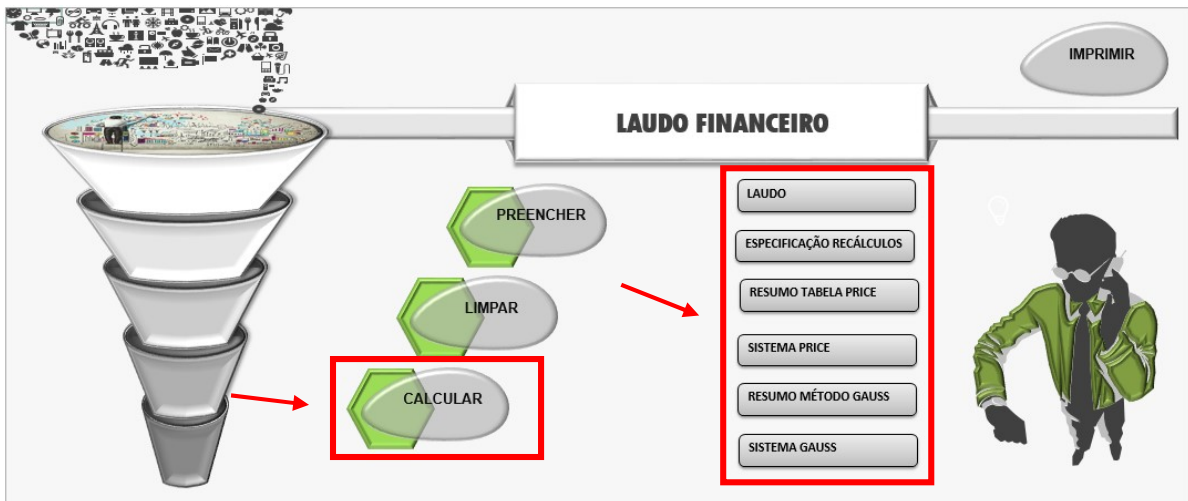 IMPRIMIR
LAUDO FINANCEIRO
PREENCHER
LIMPAR
CALCULAR
LAUDO
ESPECIFICAÇÃO RECÁLCULOS
RESUMO TABELA PRICE
SISTEMA PRICE
RESUMO MÉTODO GAUSS
SISTEMA GAUSS